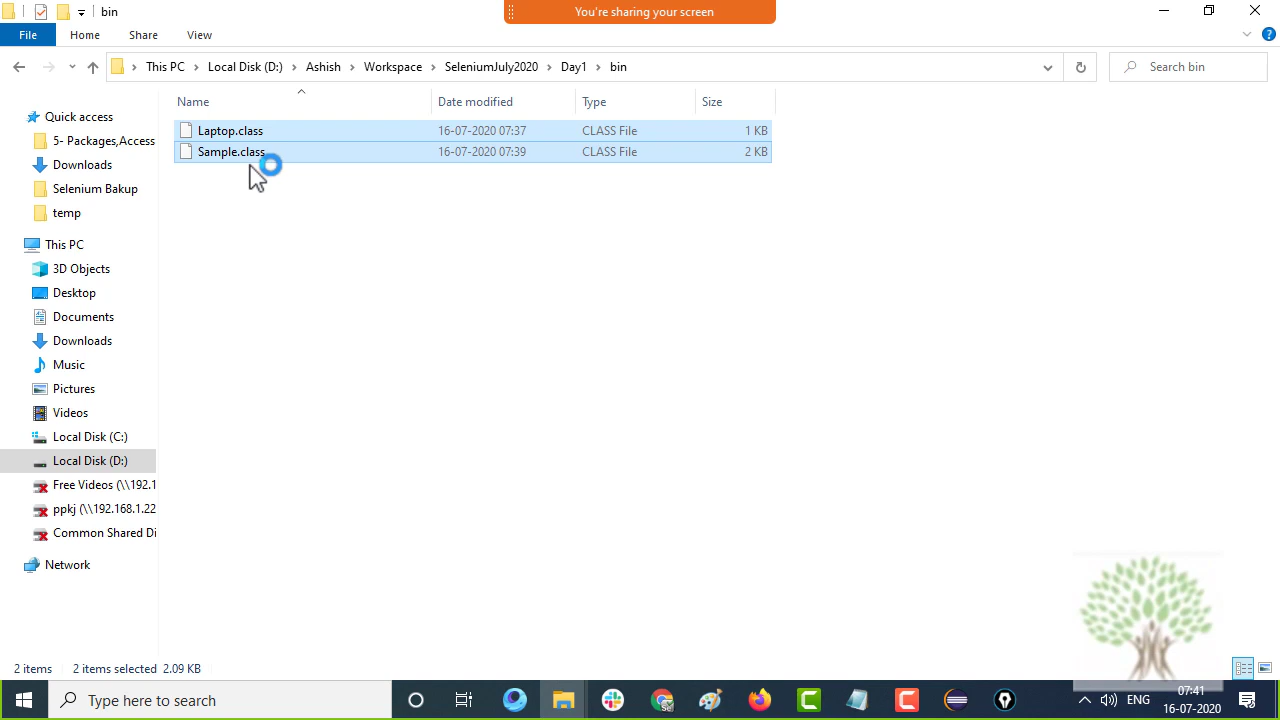 bin
You're sharing your screen
File Home Share View
This PC Local Disk (D:) Ashish Workspace SeleniumJuly2020 Day1 bin
Search bin
Name Date modified Type Size
Laptop.class 16-07-2020 07:37 CLASS File 1 KB
Sample.class 16-07-2020 07:39 CLASS File 2 KB
Quick access
5- Packages,Access
Downloads
Selenium Bakup
temp
This PC
3D Objects
Desktop
Documents
Downloads
Music
Pictures
Videos
Local Disk (C:)
Local Disk (D:)
Free Videos (\\192.1
ppkj (\\192.168.1.22
Common Shared Di
Network
2 items 2 items selected 2.09 KB
Type here to search
ENG
07:41
16-07-2020